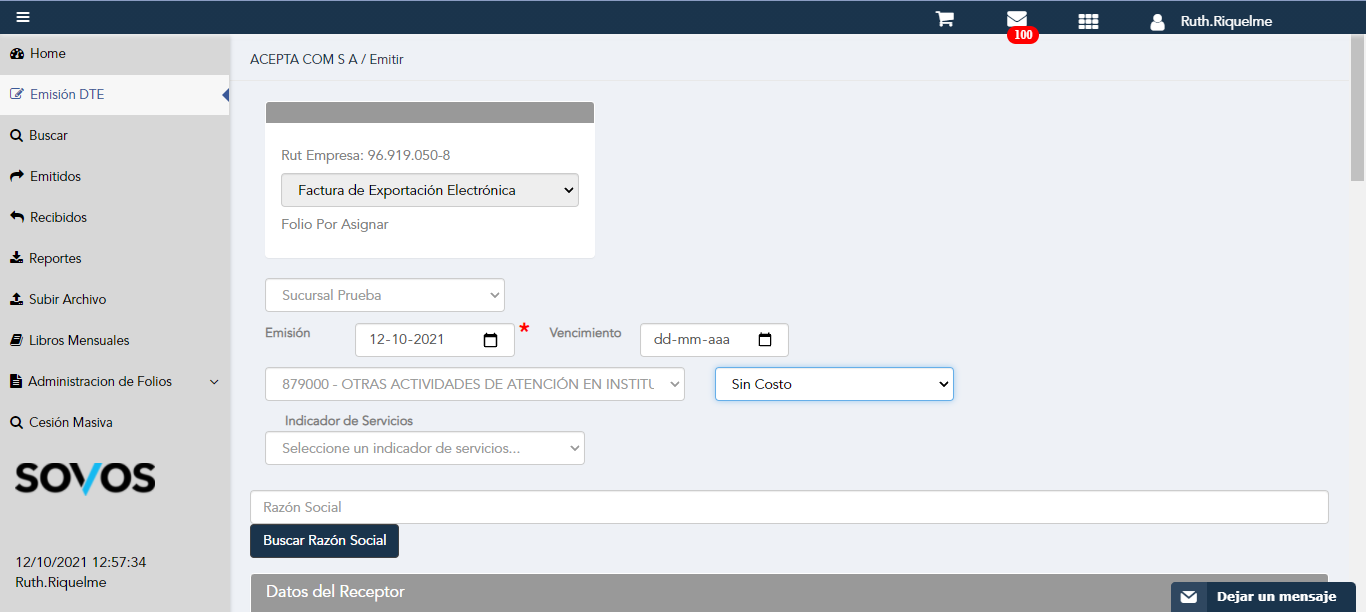 Ruth.Riquelme
100
Home
Emisión DTE
Buscar
Emitidos
Recibidos
Reportes
Subir Archivo
Libros Mensuales
Administracion de Folios
Cesión Masiva
SOVOS
12/10/2021 12:57:34
Ruth.Riquelme
ACEPTA COM S A / Emitir
Rut Empresa: 96.919.050-8
Factura de Exportación Electrónica
Folio Por Asignar
Sucursal Prueba
Emisión 12-10-2021 * Vencimiento dd-mm-aaa
879000 - OTRAS ACTIVIDADES DE ATENCIÓN EN INSTITU Sin Costo
Indicador de Servicios
Seleccione un indicador de servicios...
Razón Social
Buscar Razón Social
Datos del Receptor
Dejar un mensaje